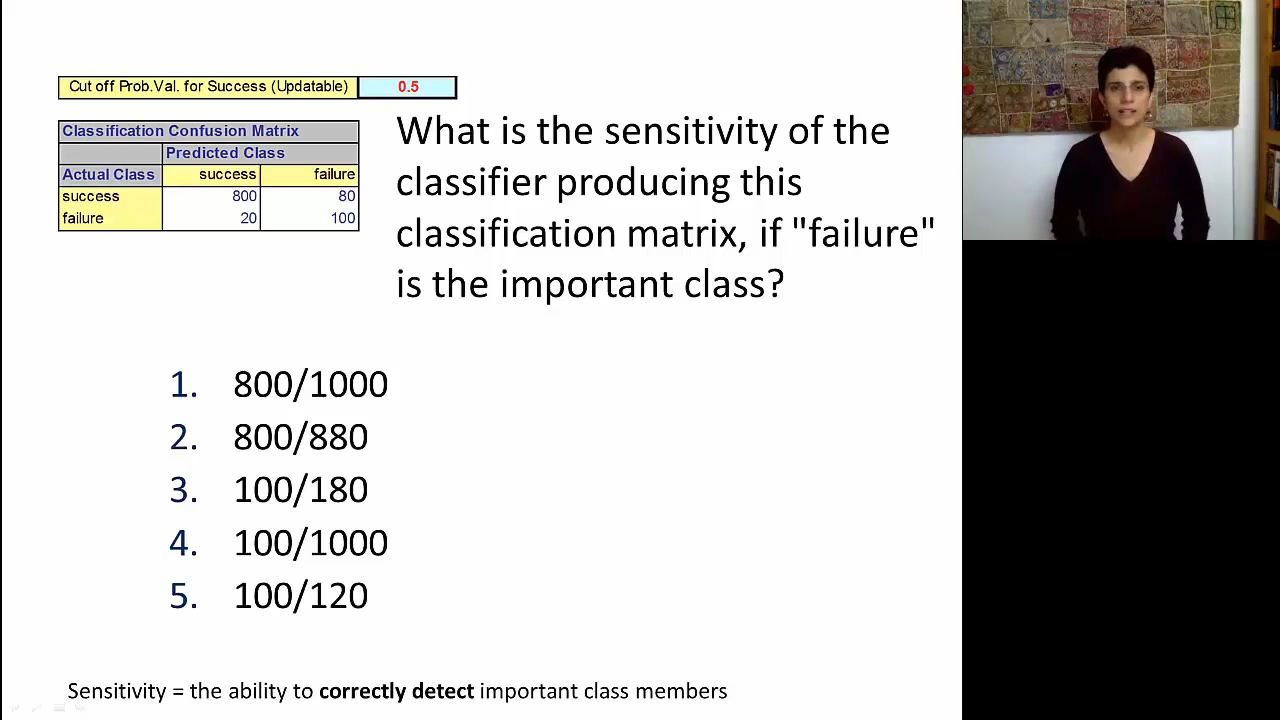 Cut off Prob.Val. for Success (Updatable) 0.5
Classification Confusion Matrix
Predicted Class
Actual Class success failure
success 800 80
failure 20 100
What is the sensitivity of the
classifier producing this
classification matrix, if "failure"
is the important class?
1. 800/1000
2. 800/880
3. 100/180
4. 100/1000
5. 100/120
Sensitivity = the ability to correctly detect important class members